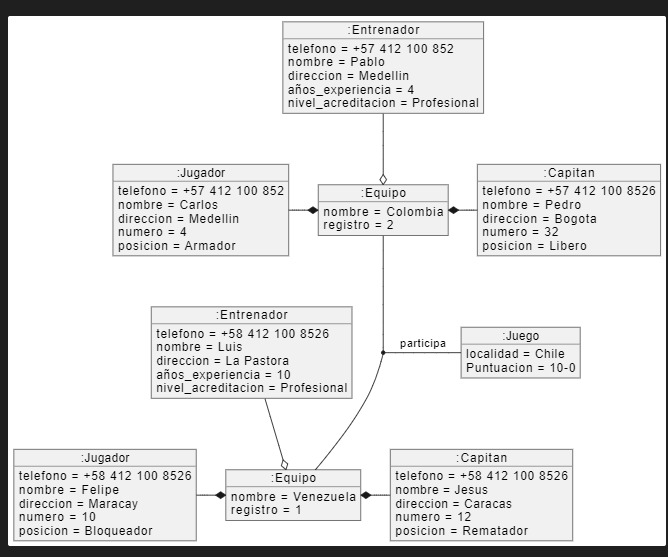 :Entrenador
telefono = +57 412 100 852
nombre = Pablo
direccion = Medellin
años_experiencia = 4
nivel_acreditacion = Profesional
:Jugador
telefono = +57 412 100 852
nombre = Carlos
direccion = Medellin
numero = 4
posicion = Armador
:Equipo
nombre = Colombia
registro = 2
:Capitan
telefono = +57 412 100 8526
nombre = Pedro
direccion = Bogota
numero = 32
posicion = Libero
:Entrenador
telefono = +58 412 100 8526
nombre = Luis
direccion = La Pastora
años_experiencia = 10
nivel_acreditacion = Profesional
participa
:Juego
localidad = Chile
Puntuacion = 10-0
:Jugador
telefono = +58 412 100 8526
nombre = Felipe
direccion = Maracay
numero = 10
posicion = Bloqueador
:Equipo
nombre = Venezuela
registro = 1
:Capitan
telefono = +58 412 100 8526
nombre = Jesus
direccion = Caracas
numero = 12
posicion = Rematador